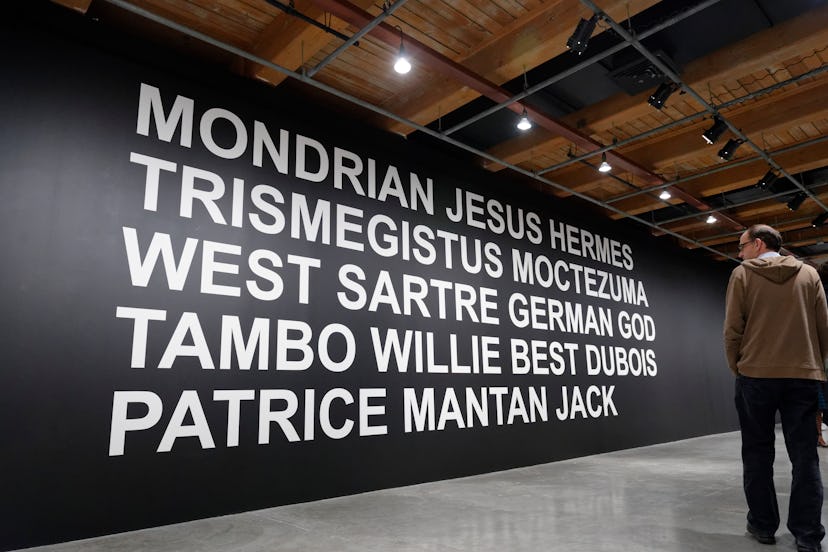 MONDRIAN JESUS HERMES
TRISMEGISTUS MOCTEZUMA
WEST SARTRE GERMAN GOD
TAMBO WILLIE BEST DUBOIS
PATRICE MANTAN JACK